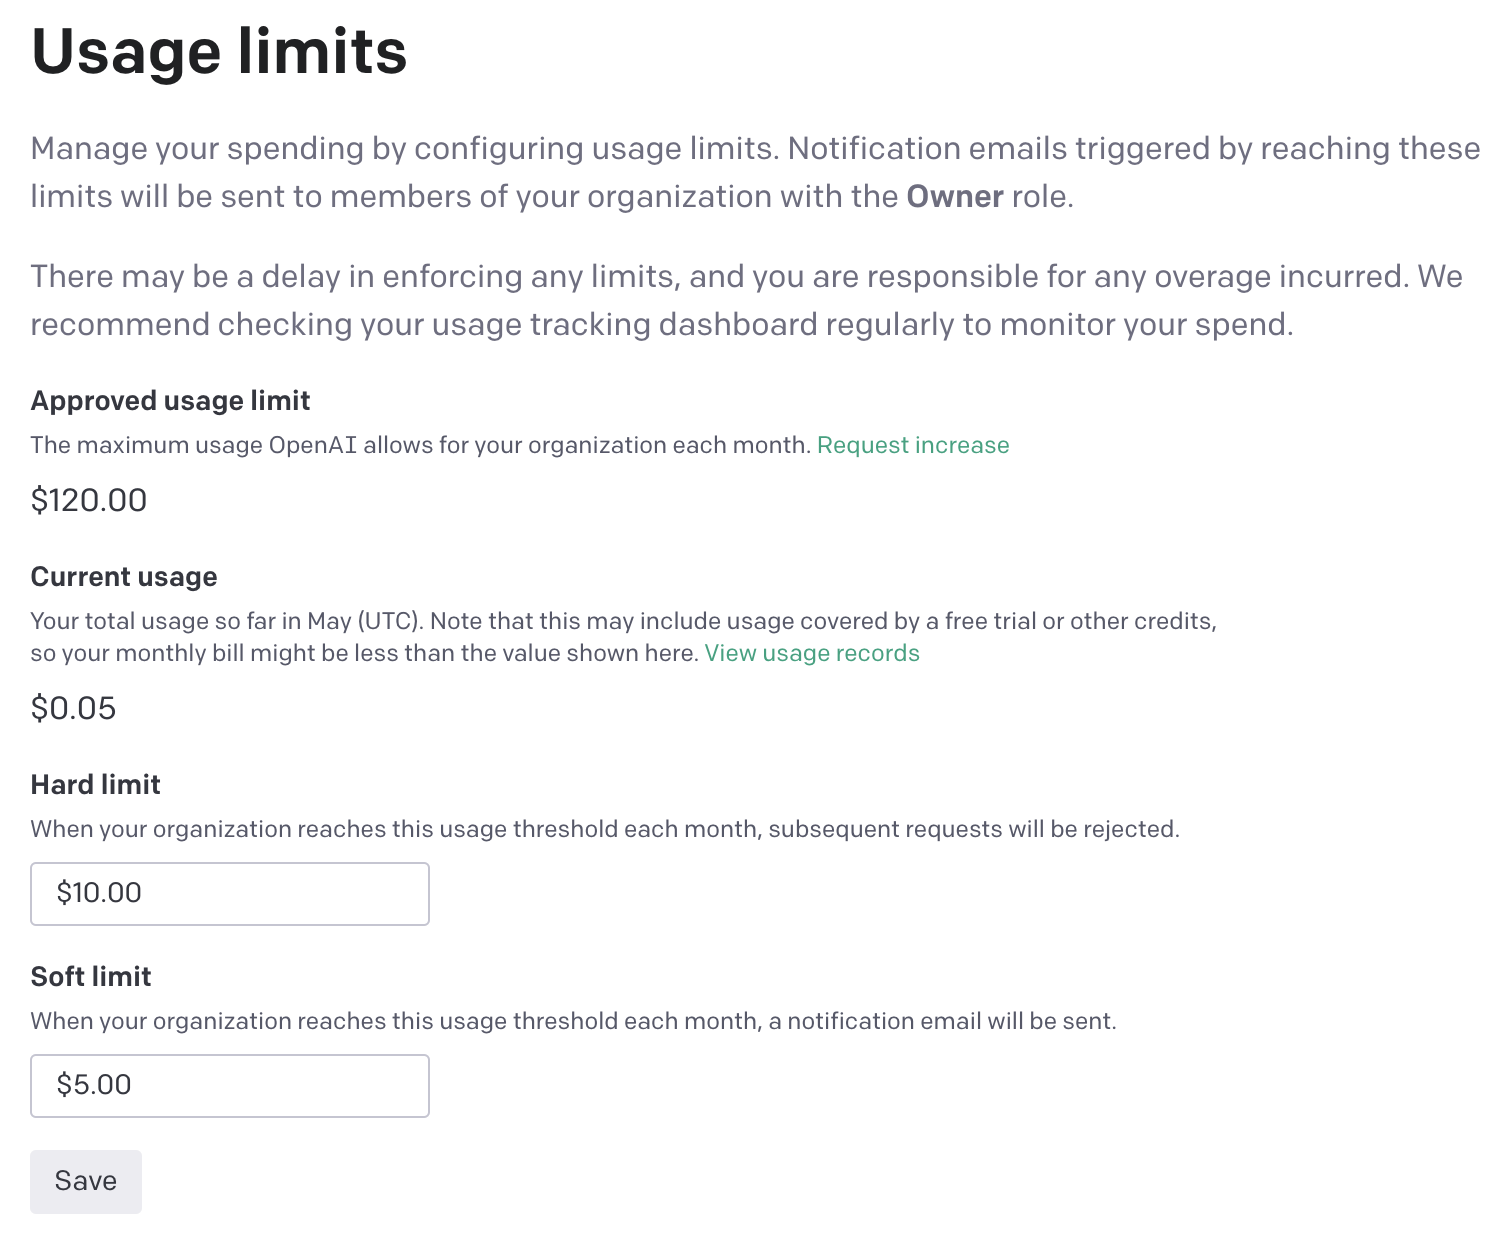 Usage limits
Manage your spending by configuring usage limits. Notification emails triggered by reaching these
limits will be sent to members of your organization with the Owner role.
There may be a delay in enforcing any limits, and you are responsible for any overage incurred. We
recommend checking your usage tracking dashboard regularly to monitor your spend.
Approved usage limit
The maximum usage OpenAI allows for your organization each month. Request increase
$120.00
Current usage
Your total usage so far in May (UTC). Note that this may include usage covered by a free trial or other credits,
so your monthly bill might be less than the value shown here. View usage records
$0.05
Hard limit
When your organization reaches this usage threshold each month, subsequent requests will be rejected.
$10.00
Soft limit
When your organization reaches this usage threshold each month, a notification email will be sent.
$5.00
Save